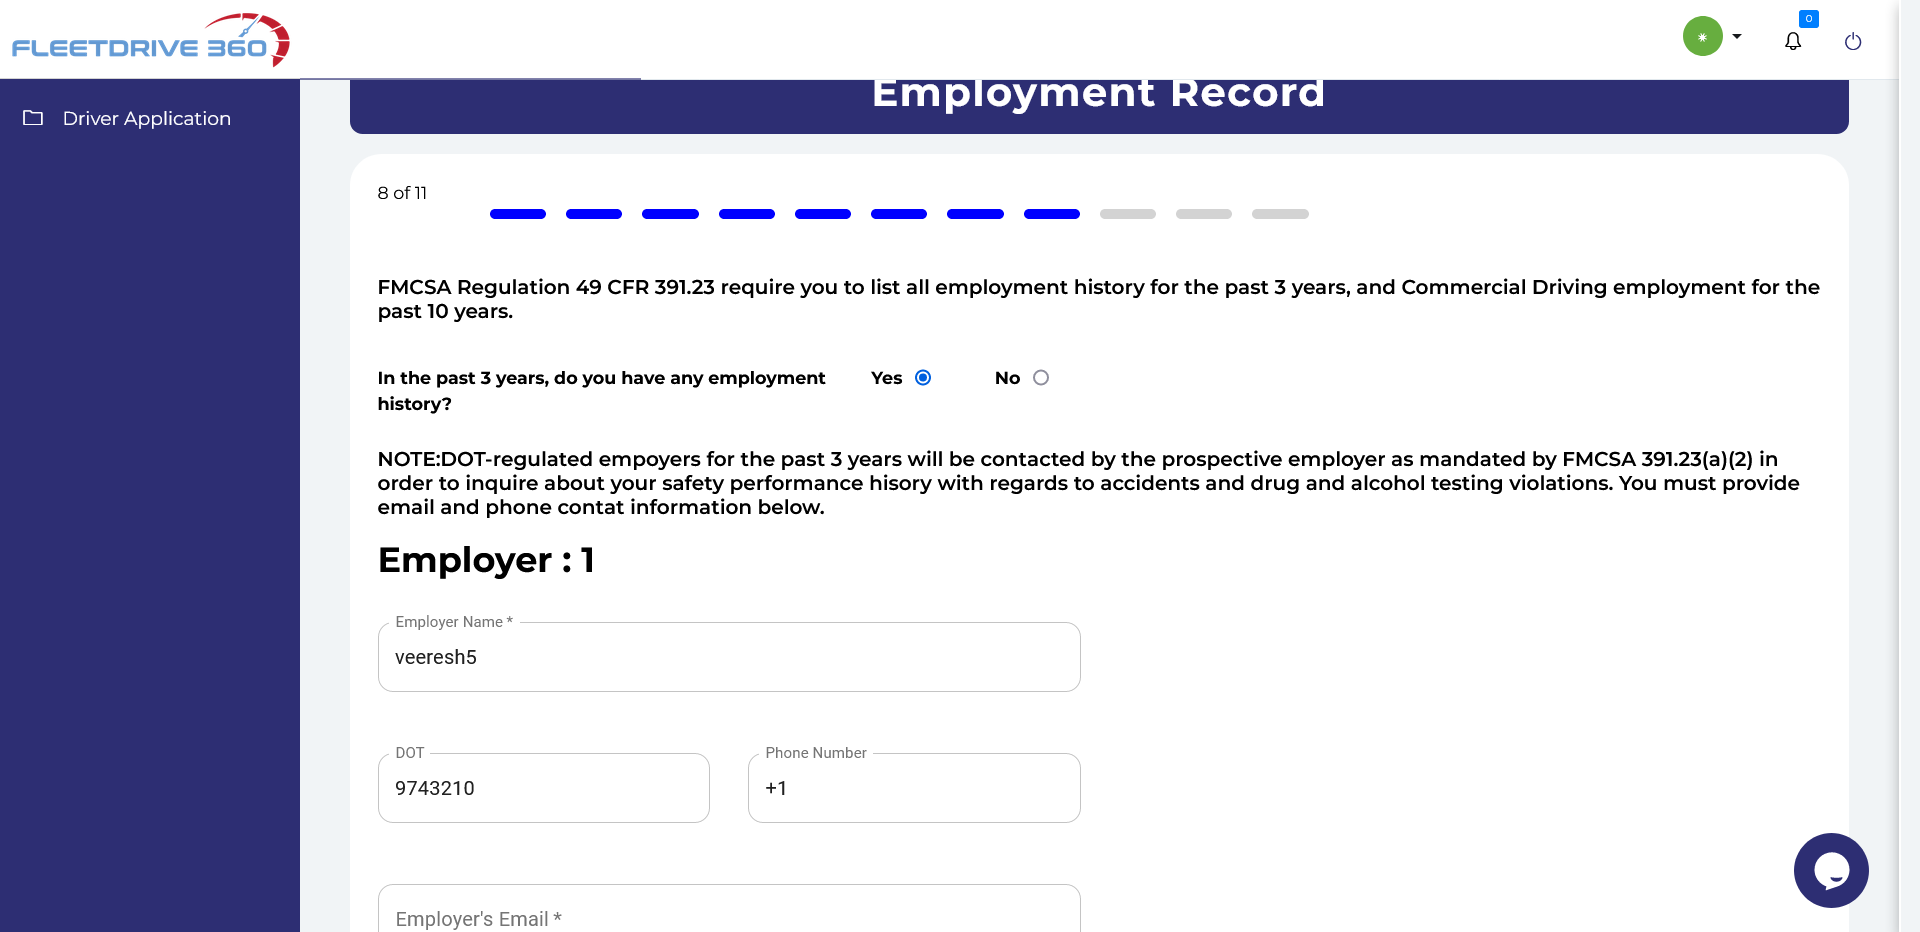 FLEETDRIVE 360
0
Driver Application
Employment Record
8 of 11
FMCSA Regulation 49 CFR 391.23 require you to list all employment history for the past 3 years, and Commercial Driving employment for the
past 10 years.
In the past 3 years, do you have any employment Yes No
history?
NOTE:DOT-regulated empoyers for the past 3 years will be contacted by the prospective employer as mandated by FMCSA 391.23(a)(2) in
order to inquire about your safety performance hisory with regards to accidents and drug and alcohol testing violations. You must provide
email and phone contat information below.
Employer : 1
Employer Name *
veeresh5
DOT Phone Number
9743210 +1
Employer's Email *